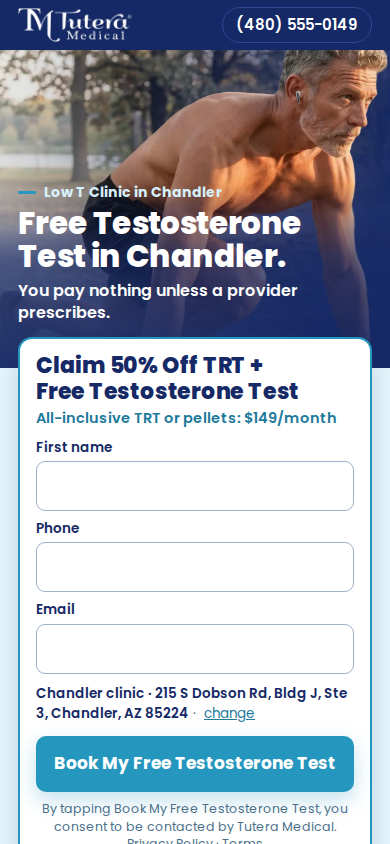 Tutera
Medical
(480) 555-0149
Low T Clinic in Chandler
Free Testosterone
Test in Chandler.
You pay nothing unless a provider
prescribes.
Claim 50% Off TRT +
Free Testosterone Test
All-inclusive TRT or pellets: $149/month
First name
Phone
Email
Chandler clinic · 215 S Dobson Rd, Bldg J, Ste
3, Chandler, AZ 85224 · change
Book My Free Testosterone Test
By tapping Book My Free Testosterone Test, you
consent to be contacted by Tutera Medical.
Privacy Policy · Terms